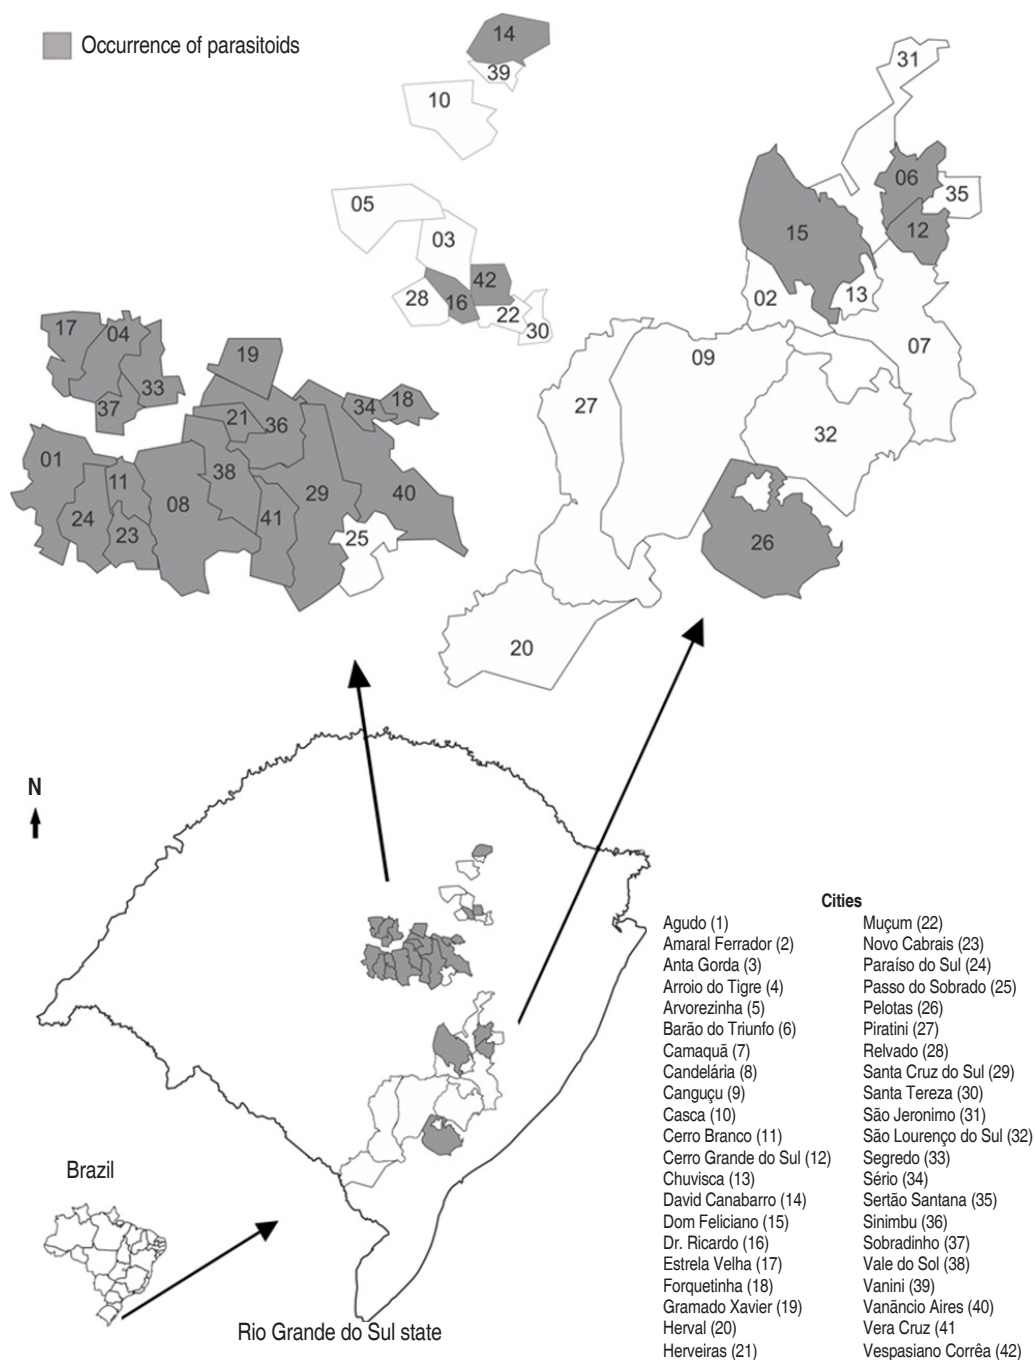 Occurrence of parasitoids
14
39
10
31
05
03
42
28
16
22
30
06
35
15
12
02
13
07
09
27
32
26
20
17
04
33
37
19
21
36
34
18
01
11
38
08
29
40
24
23
41
25
N
Brazil
Rio Grande do Sul state
Cities
Agudo (1)
Amaral Ferrador (2)
Anta Gorda (3)
Arroio do Tigre (4)
Arvorezinha (5)
Barão do Triunfo (6)
Camaquã (7)
Candelária (8)
Canguçu (9)
Casca (10)
Cerro Branco (11)
Cerro Grande do Sul (12)
Chuvisca (13)
David Canabarro (14)
Dom Feliciano (15)
Dr. Ricardo (16)
Estrela Velha (17)
Forquetinha (18)
Gramado Xavier (19)
Herval (20)
Herveiras (21)
Muçum (22)
Novo Cabrais (23)
Paraíso do Sul (24)
Passo do Sobrado (25)
Pelotas (26)
Piratini (27)
Relvado (28)
Santa Cruz do Sul (29)
Santa Tereza (30)
São Jeronimo (31)
São Lourenço do Sul (32)
Segredo (33)
Sério (34)
Sertão Santana (35)
Sinimbu (36)
Sobradinho (37)
Vale do Sol (38)
Vanini (39)
Vanãncio Aires (40)
Vera Cruz (41
Vespasiano Corrêa (42)